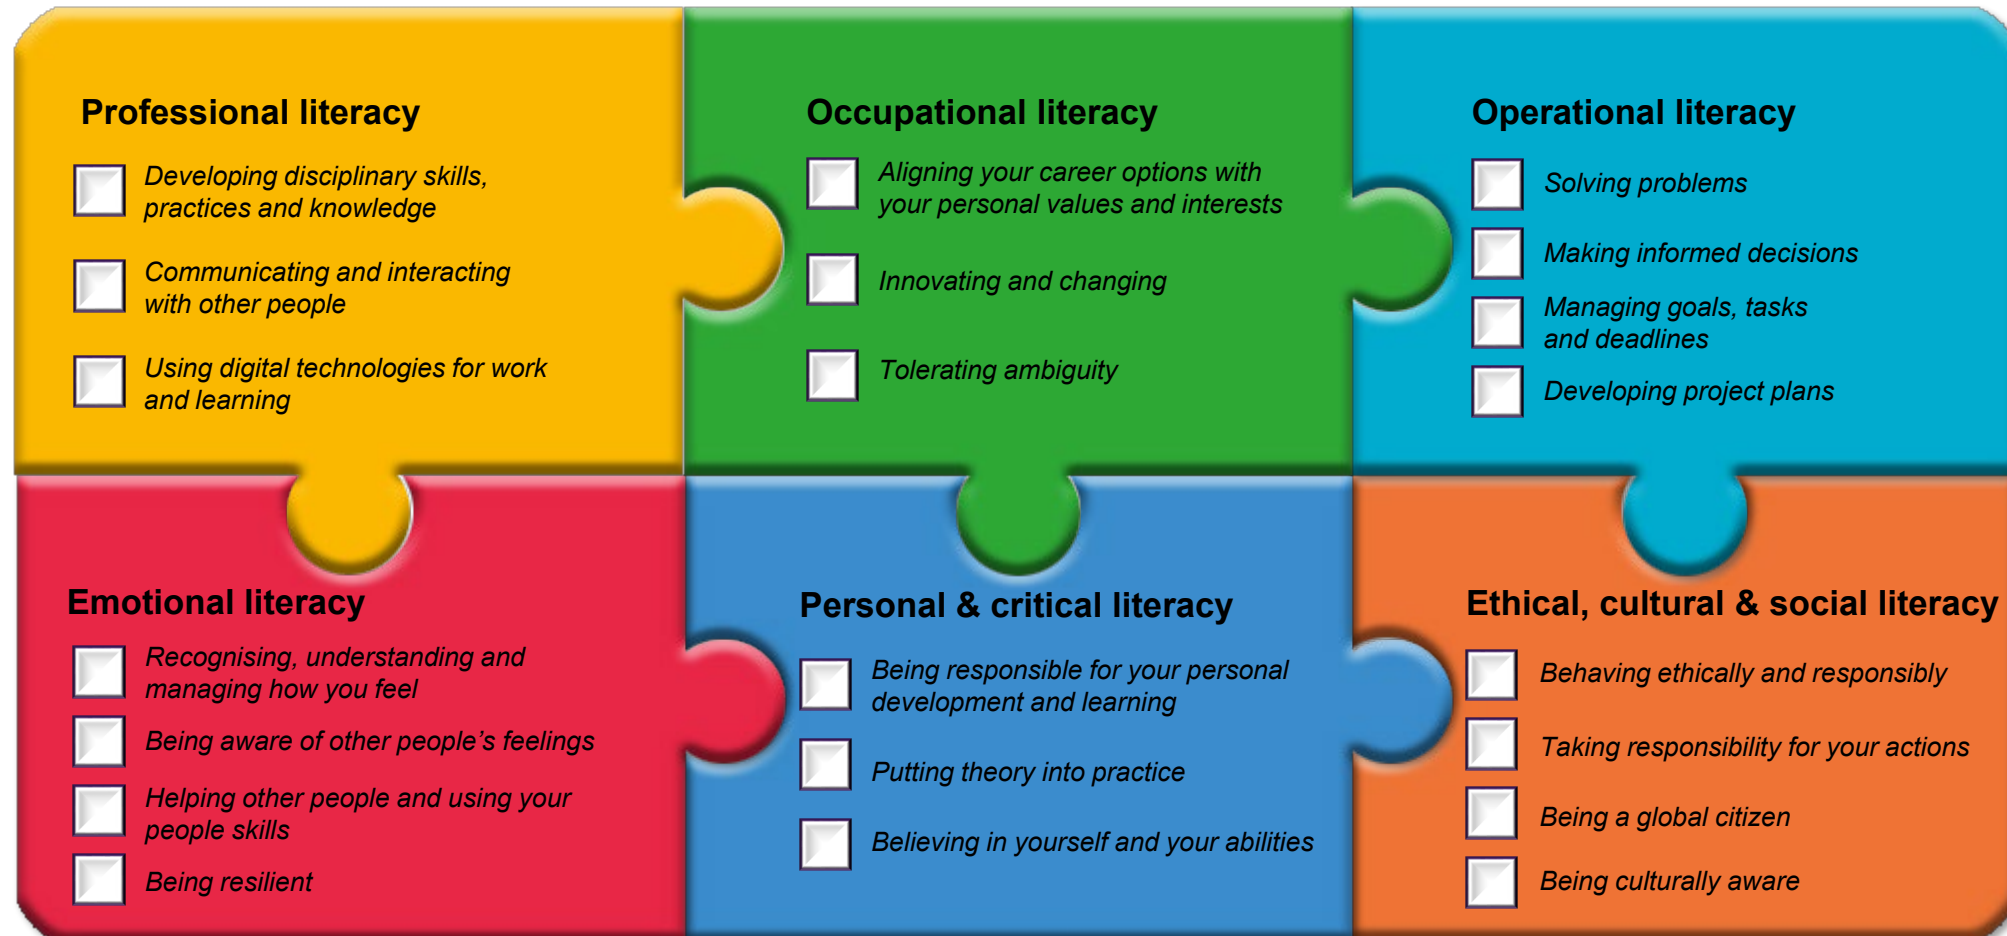 Professional literacy
Developing disciplinary skills,
practices and knowledge
Communicating and interacting
with other people
Using digital technologies for work
and learning
Occupational literacy
Aligning your career options with
your personal values and interests
Innovating and changing
Tolerating ambiguity
Operational literacy
Solving problems
Making informed decisions
Managing goals, tasks
and deadlines
Developing project plans
Emotional literacy
Recognising, understanding and
managing how you feel
Being aware of other people’s feelings
Helping other people and using your
people skills
Being resilient
Personal & critical literacy
Being responsible for your personal
development and learning
Putting theory into practice
Believing in yourself and your abilities
Ethical, cultural & social literacy
Behaving ethically and responsibly
Taking responsibility for your actions
Being a global citizen
Being culturally aware